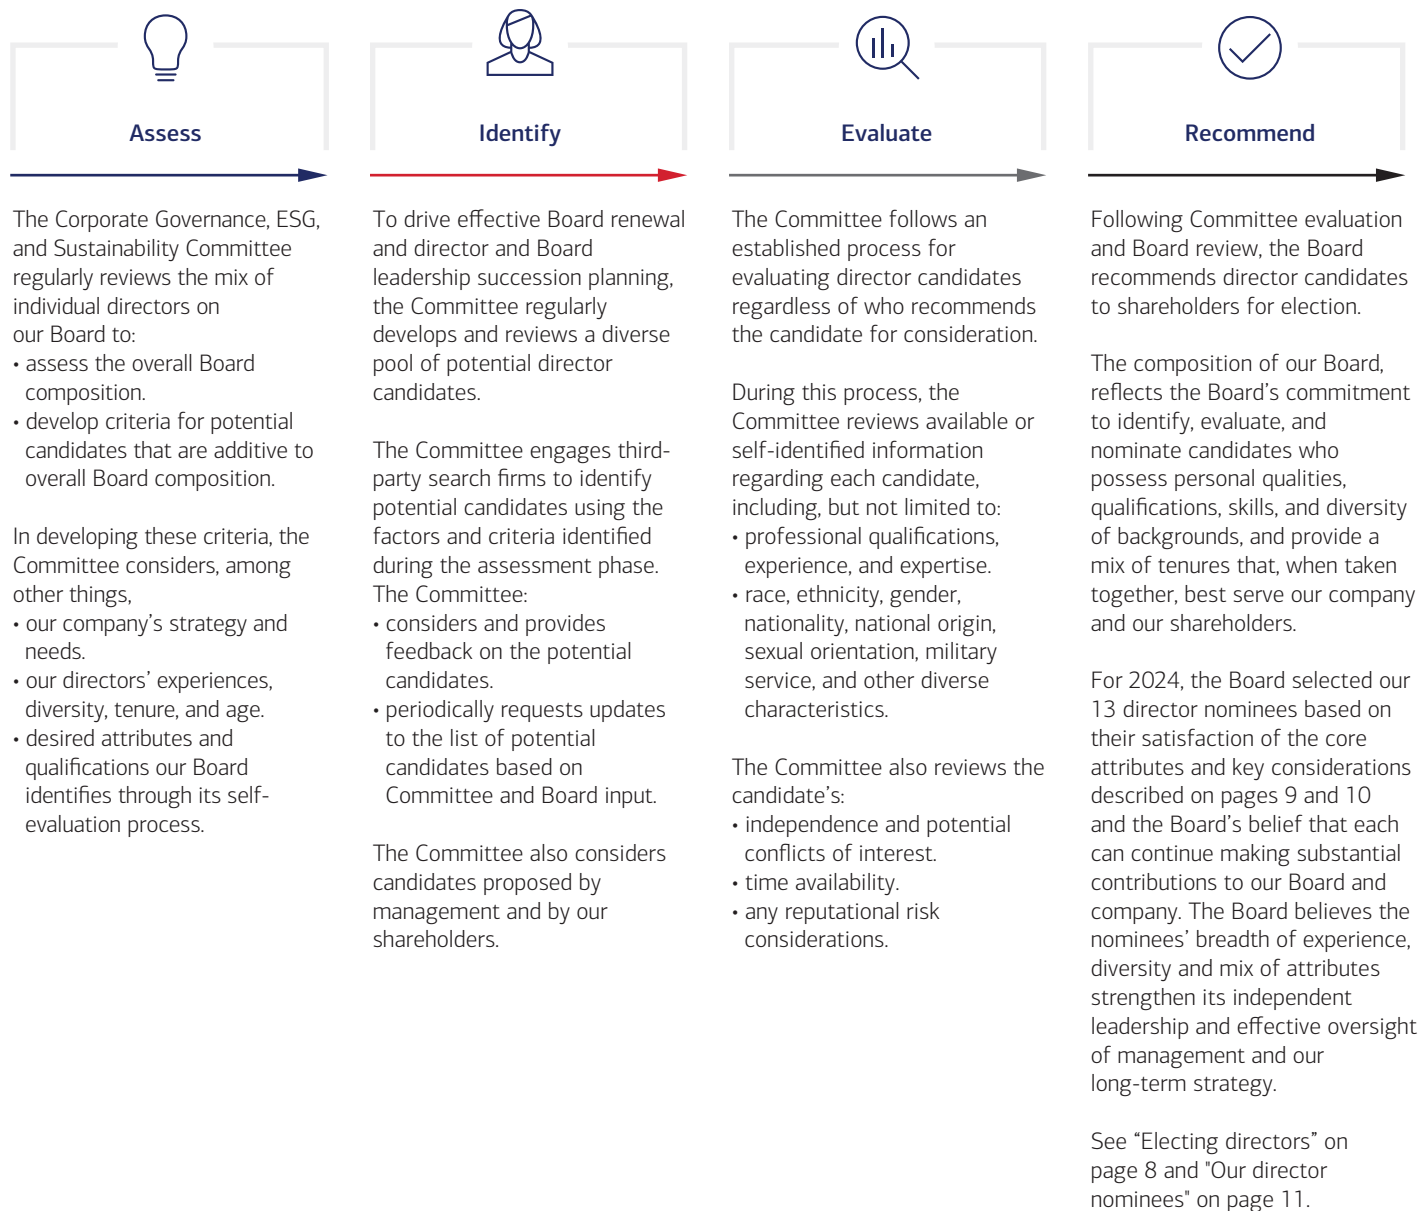 Assess
The Corporate Governance, ESG,
and Sustainability Committee
regularly reviews the mix of
individual directors on
our Board to:
• assess the overall Board
composition.
• develop criteria for potential
candidates that are additive to
overall Board composition.
In developing these criteria, the
Committee considers, among
other things,
• our company’s strategy and
needs.
• our directors’ experiences,
diversity, tenure, and age.
• desired attributes and
qualifications our Board
identifies through its self-
evaluation process.
Identify
To drive effective Board renewal
and director and Board
leadership succession planning,
the Committee regularly
develops and reviews a diverse
pool of potential director
candidates.
The Committee engages third-
party search firms to identify
potential candidates using the
factors and criteria identified
during the assessment phase.
The Committee:
• considers and provides
feedback on the potential
candidates.
• periodically requests updates
to the list of potential
candidates based on
Committee and Board input.
The Committee also considers
candidates proposed by
management and by our
shareholders.
Evaluate
The Committee follows an
established process for
evaluating director candidates
regardless of who recommends
the candidate for consideration.
During this process, the
Committee reviews available or
self-identified information
regarding each candidate,
including, but not limited to:
• professional qualifications,
experience, and expertise.
• race, ethnicity, gender,
nationality, national origin,
sexual orientation, military
service, and other diverse
characteristics.
The Committee also reviews the
candidate’s:
• independence and potential
conflicts of interest.
• time availability.
• any reputational risk
considerations.
Recommend
Following Committee evaluation
and Board review, the Board
recommends director candidates
to shareholders for election.
The composition of our Board,
reflects the Board’s commitment
to identify, evaluate, and
nominate candidates who
possess personal qualities,
qualifications, skills, and diversity
of backgrounds, and provide a
mix of tenures that, when taken
together, best serve our company
and our shareholders.
For 2024, the Board selected our
13 director nominees based on
their satisfaction of the core
attributes and key considerations
described on pages 9 and 10
and the Board’s belief that each
can continue making substantial
contributions to our Board and
company. The Board believes the
nominees’ breadth of experience,
diversity and mix of attributes
strengthen its independent
leadership and effective oversight
of management and our
long-term strategy.
See “Electing directors” on
page 8 and "Our director
nominees" on page 11.